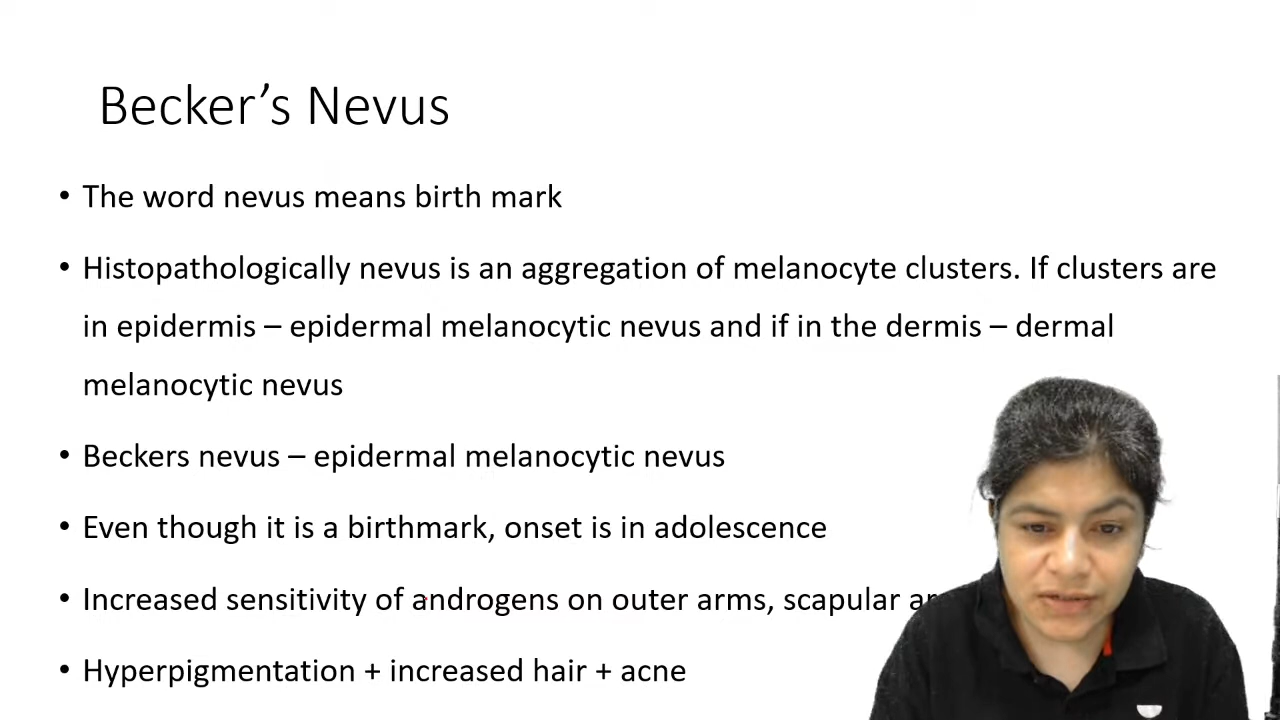 Becker’s Nevus
• The word nevus means birth mark
• Histopathologically nevus is an aggregation of melanocyte clusters. If clusters are
in epidermis – epidermal melanocytic nevus and if in the dermis – dermal
melanocytic nevus
• Beckers nevus – epidermal melanocytic nevus
• Even though it is a birthmark, onset is in adolescence
• Increased sensitivity of androgens on outer arms, scapular
• Hyperpigmentation + increased hair + acne